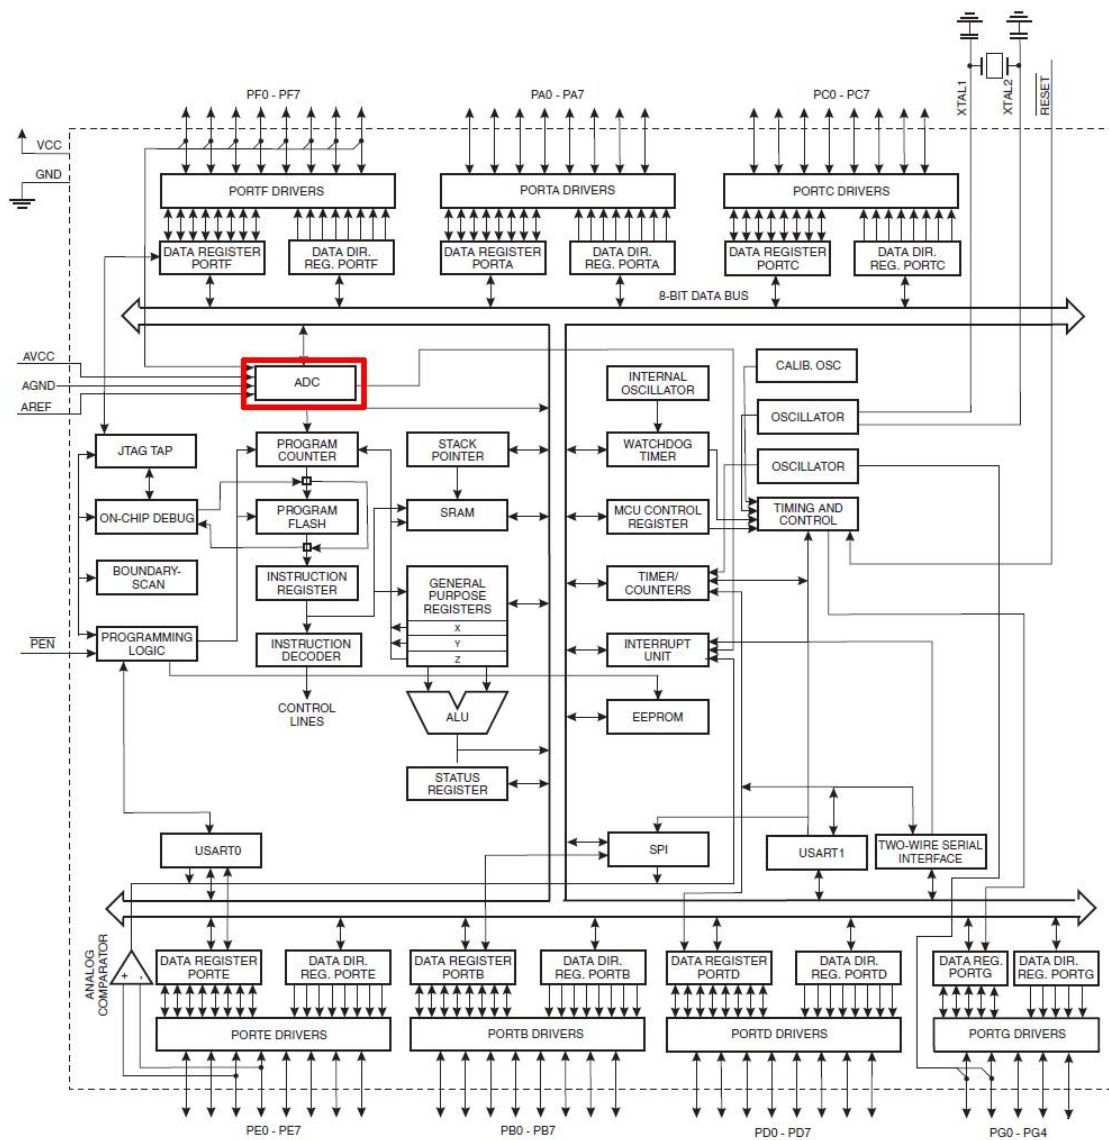 XTAL1
XTAL2
RESET
PF0 - PF7
PA0 - PA7
PC0 - PC7
VCC
GND
PORTF DRIVERS
PORTA DRIVERS
PORTC DRIVERS
DATA REGISTER
PORTF
DATA DIR.
REG. PORTF
DATA REGISTER
PORTA
DATA DIR.
REG. PORTA
DATA REGISTER
PORTC
DATA DIR.
REG. PORTC
8-BIT DATA BUS
AVCC
AGND
AREF
ADC
INTERNAL
OSCILLATOR
CALIB. OSC
OSCILLATOR
JTAG TAP
PROGRAM
COUNTER
STACK
POINTER
WATCHDOG
TIMER
OSCILLATOR
ON-CHIP DEBUG
PROGRAM
FLASH
SRAM
MCU CONTROL
REGISTER
TIMING AND
CONTROL
BOUNDARY-
SCAN
INSTRUCTION
REGISTER
GENERAL
PURPOSE
REGISTERS
X
Y
Z
TIMER/
COUNTERS
PEN
PROGRAMMING
LOGIC
INSTRUCTION
DECODER
INTERRUPT
UNIT
CONTROL
LINES
ALU
EEPROM
STATUS
REGISTER
USART0
SPI
USART1
TWO-WIRE SERIAL
INTERFACE
ANALOG
COMPARATOR
+
-
DATA REGISTER
PORTE
DATA DIR.
REG. PORTE
DATA REGISTER
PORTB
DATA DIR.
REG. PORTB
DATA REGISTER
PORTD
DATA DIR.
REG. PORTD
DATA REG.
PORTG
DATA DIR.
REG. PORTG
PORTE DRIVERS
PORTB DRIVERS
PORTD DRIVERS
PORTG DRIVERS
PE0 - PE7
PB0 - PB7
PD0 - PD7
PG0 - PG4